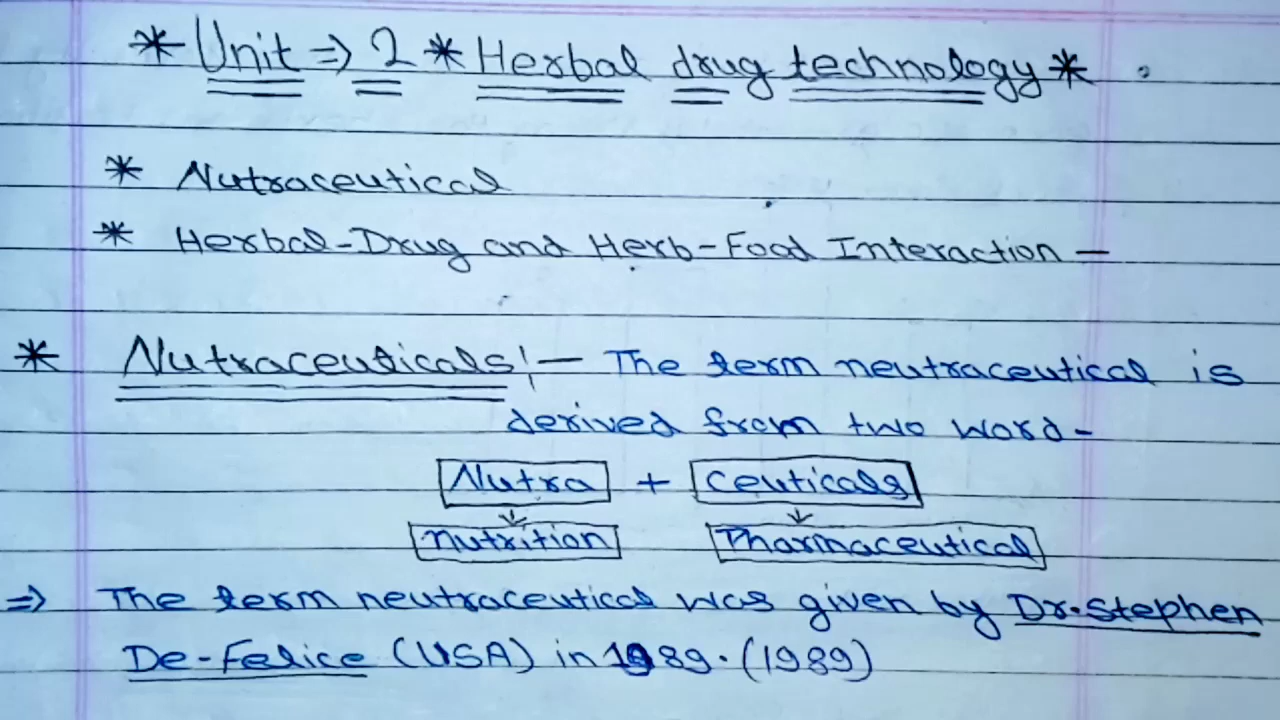 * Unit ⇒ 2 * Herbal drug technology *
* Nutraceutical
* Herbal-Drug and Herb-Food Interaction –
* Nutraceuticals:– The term neutraceutical is
derived from two word-
Nutra + Ceuticals
↓ ↓
nutrition Pharmaceutical
⇒ The term neutraceutical was given by Dr. Stephen
De-Felice (USA) in 1989. (1989)